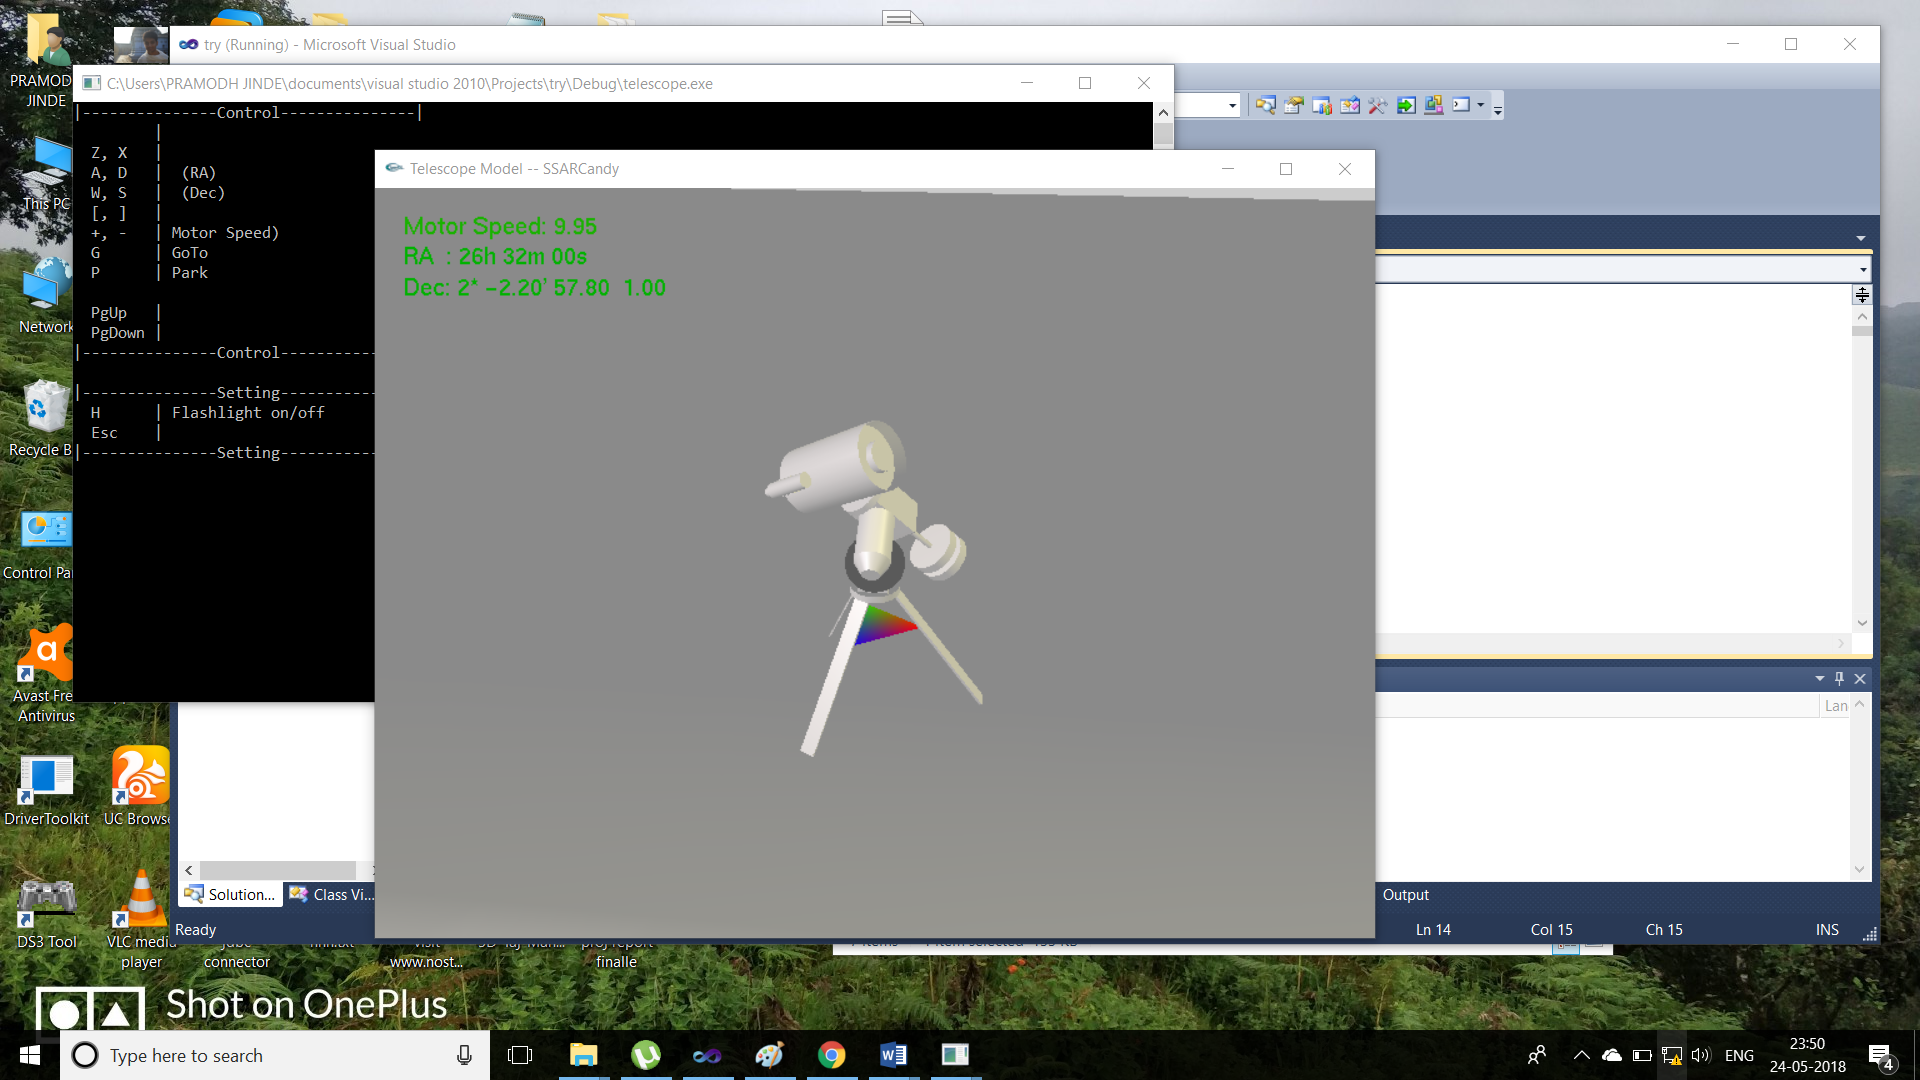 PRAMOD
JINDE
try (Running) - Microsoft Visual Studio
C:\Users\PRAMODH JINDE\documents\visual studio 2010\Projects\try\Debug\telescope.exe
|---------------Control---------------|
|
Z, X |
A, D | (RA)
W, S | (Dec)
[, ] |
+, - | Motor Speed)
G | GoTo
P | Park
PgUp |
PgDown |
|---------------Control-----------
|---------------Setting-----------
H | Flashlight on/off
Esc |
|---------------Setting-----------
Telescope Model -- SSARCandy
Motor Speed: 9.95
RA : 26h 32m 00s
Dec: 2* -2.20' 57.80 1.00
This PC
Network
Recycle B
Control Pa
Avast Fre
Antivirus
DriverToolkit
UC Browse
DS3 Tool
VLC media
player
connector
www.nost...
finalle
Lan
Solution...
Class Vi...
Output
Ready
Ln 14
Col 15
Ch 15
INS
Shot on OnePlus
Type here to search
ENG
23:50
24-05-2018
4